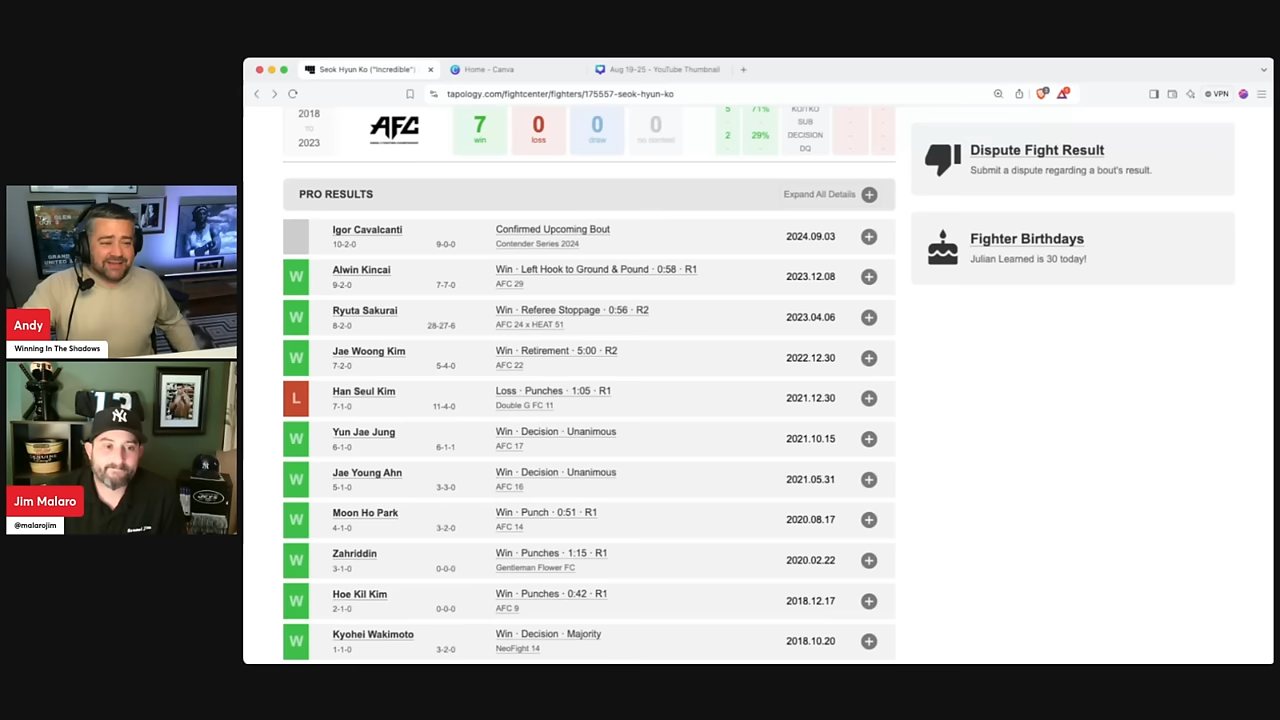 Seok Hyun Ko ("Incredible")
Home - Canva
Aug 19-25 - YouTube Thumbnail
tapology.com/fightcenter/fighters/175557-seok-hyun-ko
VPN
2018
TO
2023
AFC
7
win
0
loss
0
draw
0
no contest
5
71%
KO/TKO
SUB
2
29%
DECISION
DQ
Dispute Fight Result
Submit a dispute regarding a bout's result.
Fighter Birthdays
Julian Learned is 30 today!
PRO RESULTS
Expand All Details
Igor Cavalcanti
10-2-0
9-0-0
Confirmed Upcoming Bout
Contender Series 2024
2024.09.03
W
Alwin Kincai
9-2-0
7-7-0
Win · Left Hook to Ground & Pound · 0:58 · R1
AFC 29
2023.12.08
W
Ryuta Sakurai
8-2-0
28-27-6
Win · Referee Stoppage · 0:56 · R2
AFC 24 x HEAT 51
2023.04.06
W
Jae Woong Kim
7-2-0
5-4-0
Win · Retirement · 5:00 · R2
AFC 22
2022.12.30
L
Han Seul Kim
7-1-0
11-4-0
Loss · Punches · 1:05 · R1
Double G FC 11
2021.12.30
W
Yun Jae Jung
6-1-0
6-1-1
Win · Decision · Unanimous
AFC 17
2021.10.15
W
Jae Young Ahn
5-1-0
3-3-0
Win · Decision · Unanimous
AFC 16
2021.05.31
W
Moon Ho Park
4-1-0
3-2-0
Win · Punch · 0:51 · R1
AFC 14
2020.08.17
W
Zahriddin
3-1-0
0-0-0
Win · Punches · 1:15 · R1
Gentleman Flower FC
2020.02.22
W
Hoe Kil Kim
2-1-0
0-0-0
Win · Punches · 0:42 · R1
AFC 9
2018.12.17
W
Kyohei Wakimoto
1-1-0
3-2-0
Win · Decision · Majority
NeoFight 14
2018.10.20
Andy
Winning In The Shadows
12
NY
JETS
Jim Malaro
@malarojim